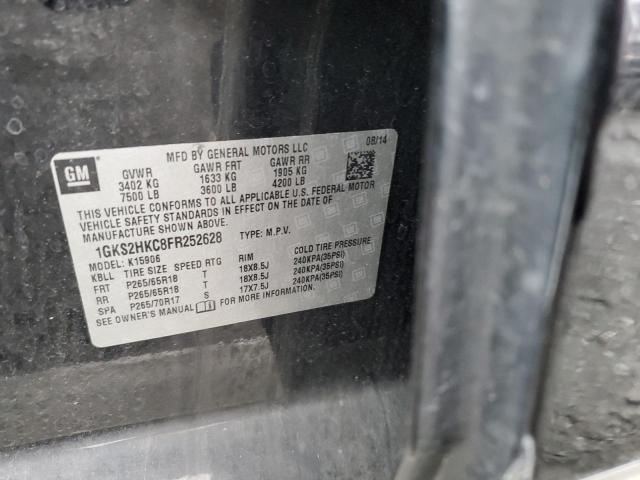 GM
MFD BY GENERAL MOTORS LLC 08/14
GVWR GAWR FRT GAWR RR
3402 KG 1633 KG 1905 KG
7500 LB 3600 LB 4200 LB
THIS VEHICLE CONFORMS TO ALL APPLICABLE U.S. FEDERAL MOTOR
VEHICLE SAFETY STANDARDS IN EFFECT ON THE DATE OF
MANUFACTURE SHOWN ABOVE.
1GKS2HKC8FR252628 TYPE: M.P.V.
MODEL: K15906
KBLL TIRE SIZE SPEED RTG RIM COLD TIRE PRESSURE
FRT P265/65R18 T 18X8.5J 240KPA(35PSI)
RR P265/65R18 T 18X8.5J 240KPA(35PSI)
SPA P265/70R17 S 17X7.5J 240KPA(35PSI)
SEE OWNER'S MANUAL FOR MORE INFORMATION.